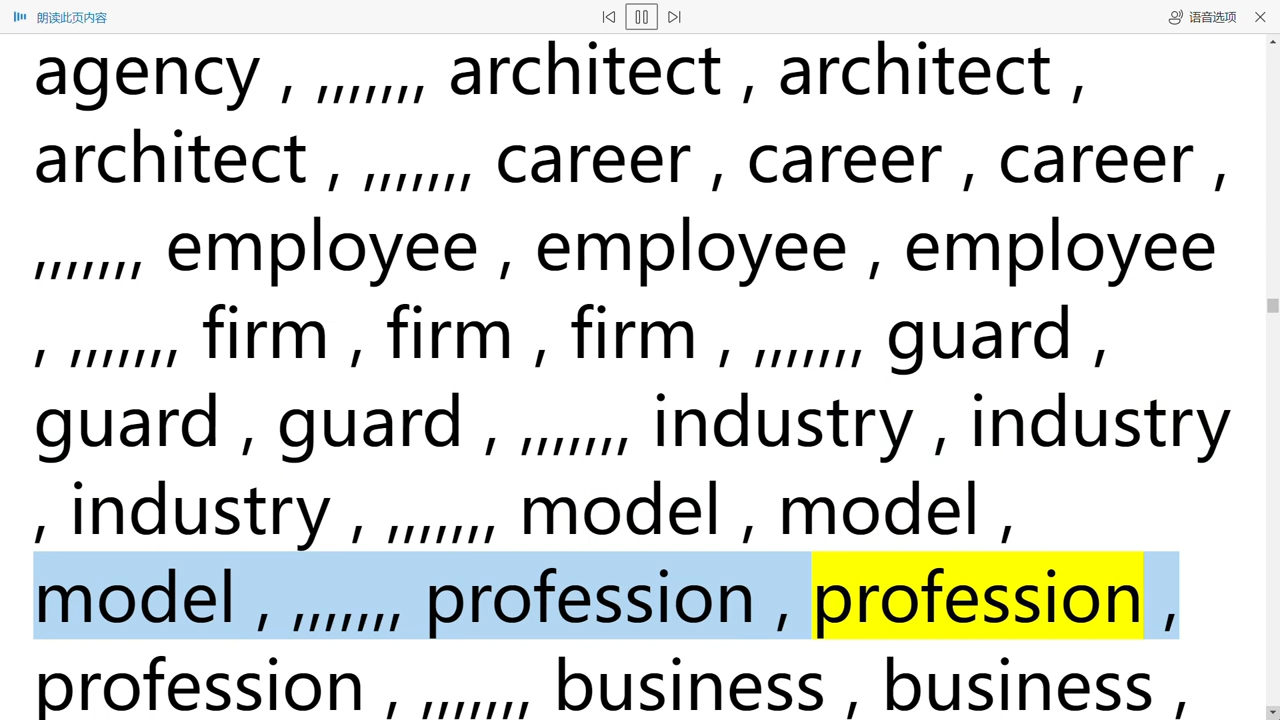 朗读此页内容
语音选项
agency , ,,,,,,, architect , architect ,
architect , ,,,,,,, career , career , career ,
,,,,,,, employee , employee , employee
, ,,,,,,, firm , firm , firm , ,,,,,,, guard ,
guard , guard , ,,,,,,, industry , industry
, industry , ,,,,,,, model , model ,
model , ,,,,,,, profession , profession ,
profession , ,,,,,,, business , business ,